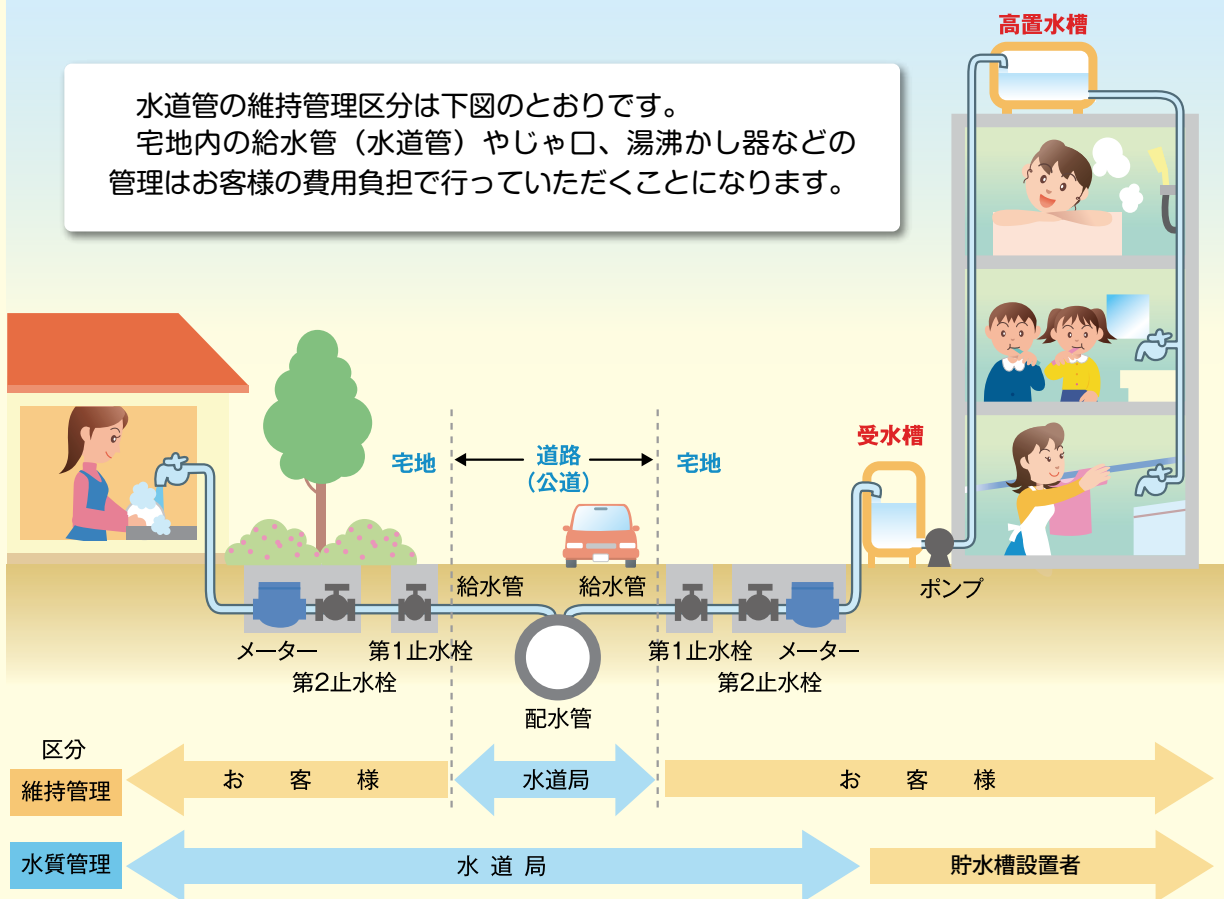 高置水槽
水道管の維持管理区分は下図のとおりです。
宅地内の給水管（水道管）やじゃ口、湯沸かし器などの
管理はお客様の費用負担で行っていただくことになります。
受水槽
宅地
道路
（公道）
宅地
給水管
給水管
ポンプ
メーター
第1止水栓
第1止水栓
メーター
第2止水栓
第2止水栓
配水管
区分
維持管理
お客様
水道局
お客様
水質管理
水道局
貯水槽設置者